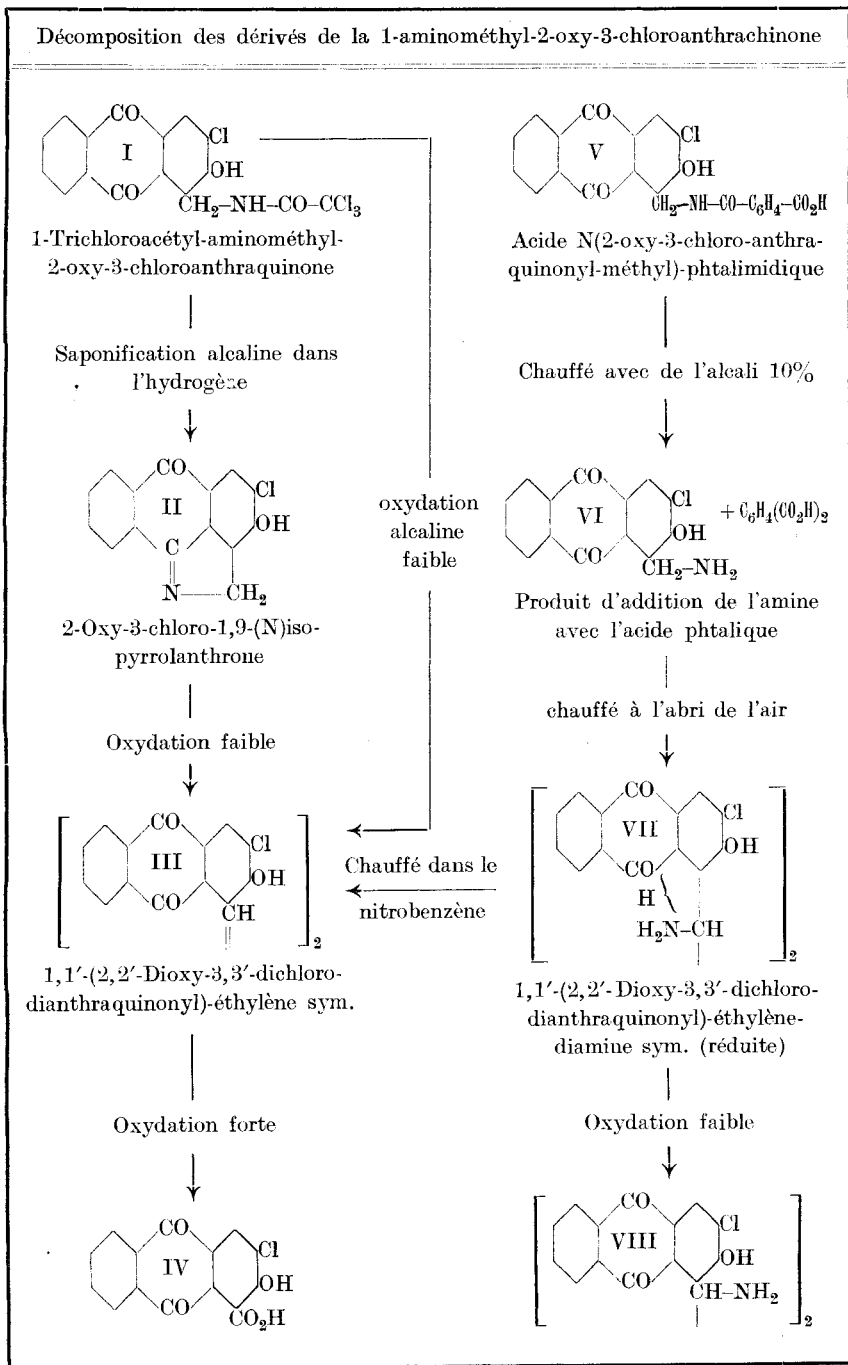 Décomposition des dérivés de la 1-aminométhyl-2-oxy-3-chloroanthrachinone
CO
Cl
I
OH
CO
CH₂–NH–CO–CCl₃
1-Trichloroacétyl-aminométhyl-
2-oxy-3-chloroanthraquinone
Saponification alcaline dans
l'hydrogène
CO
Cl
II
OH
C
N
CH₂
2-Oxy-3-chloro-1,9-(N)iso-
pyrrolanthrone
Oxydation faible
oxydation
alcaline
faible
CO
Cl
III
OH
CO
CH
2
1,1′-(2,2′-Dioxy-3,3′-dichloro-
dianthraquinonyl)-éthylène sym.
Oxydation forte
CO
Cl
IV
OH
CO
CO₂H
CO
Cl
V
OH
CO
CH₂–NH–CO–C₆H₄–CO₂H
Acide N(2-oxy-3-chloro-anthra-
quinonyl-méthyl)-phtalimidique
Chauffé avec de l'alcali 10%
CO
Cl
VI
+ C₆H₄(CO₂H)₂
OH
CO
CH₂–NH₂
Produit d'addition de l'amine
avec l'acide phtalique
chauffé à l'abri de l'air
CO
Cl
VII
OH
CO
H
H₂N–CH
2
Chauffé dans le
nitrobenzène
1,1′-(2,2′-Dioxy-3,3′-dichloro-
dianthraquinonyl)-éthylène-
diamine sym. (réduite)
Oxydation faible
CO
Cl
VIII
OH
CO
CH–NH₂
2